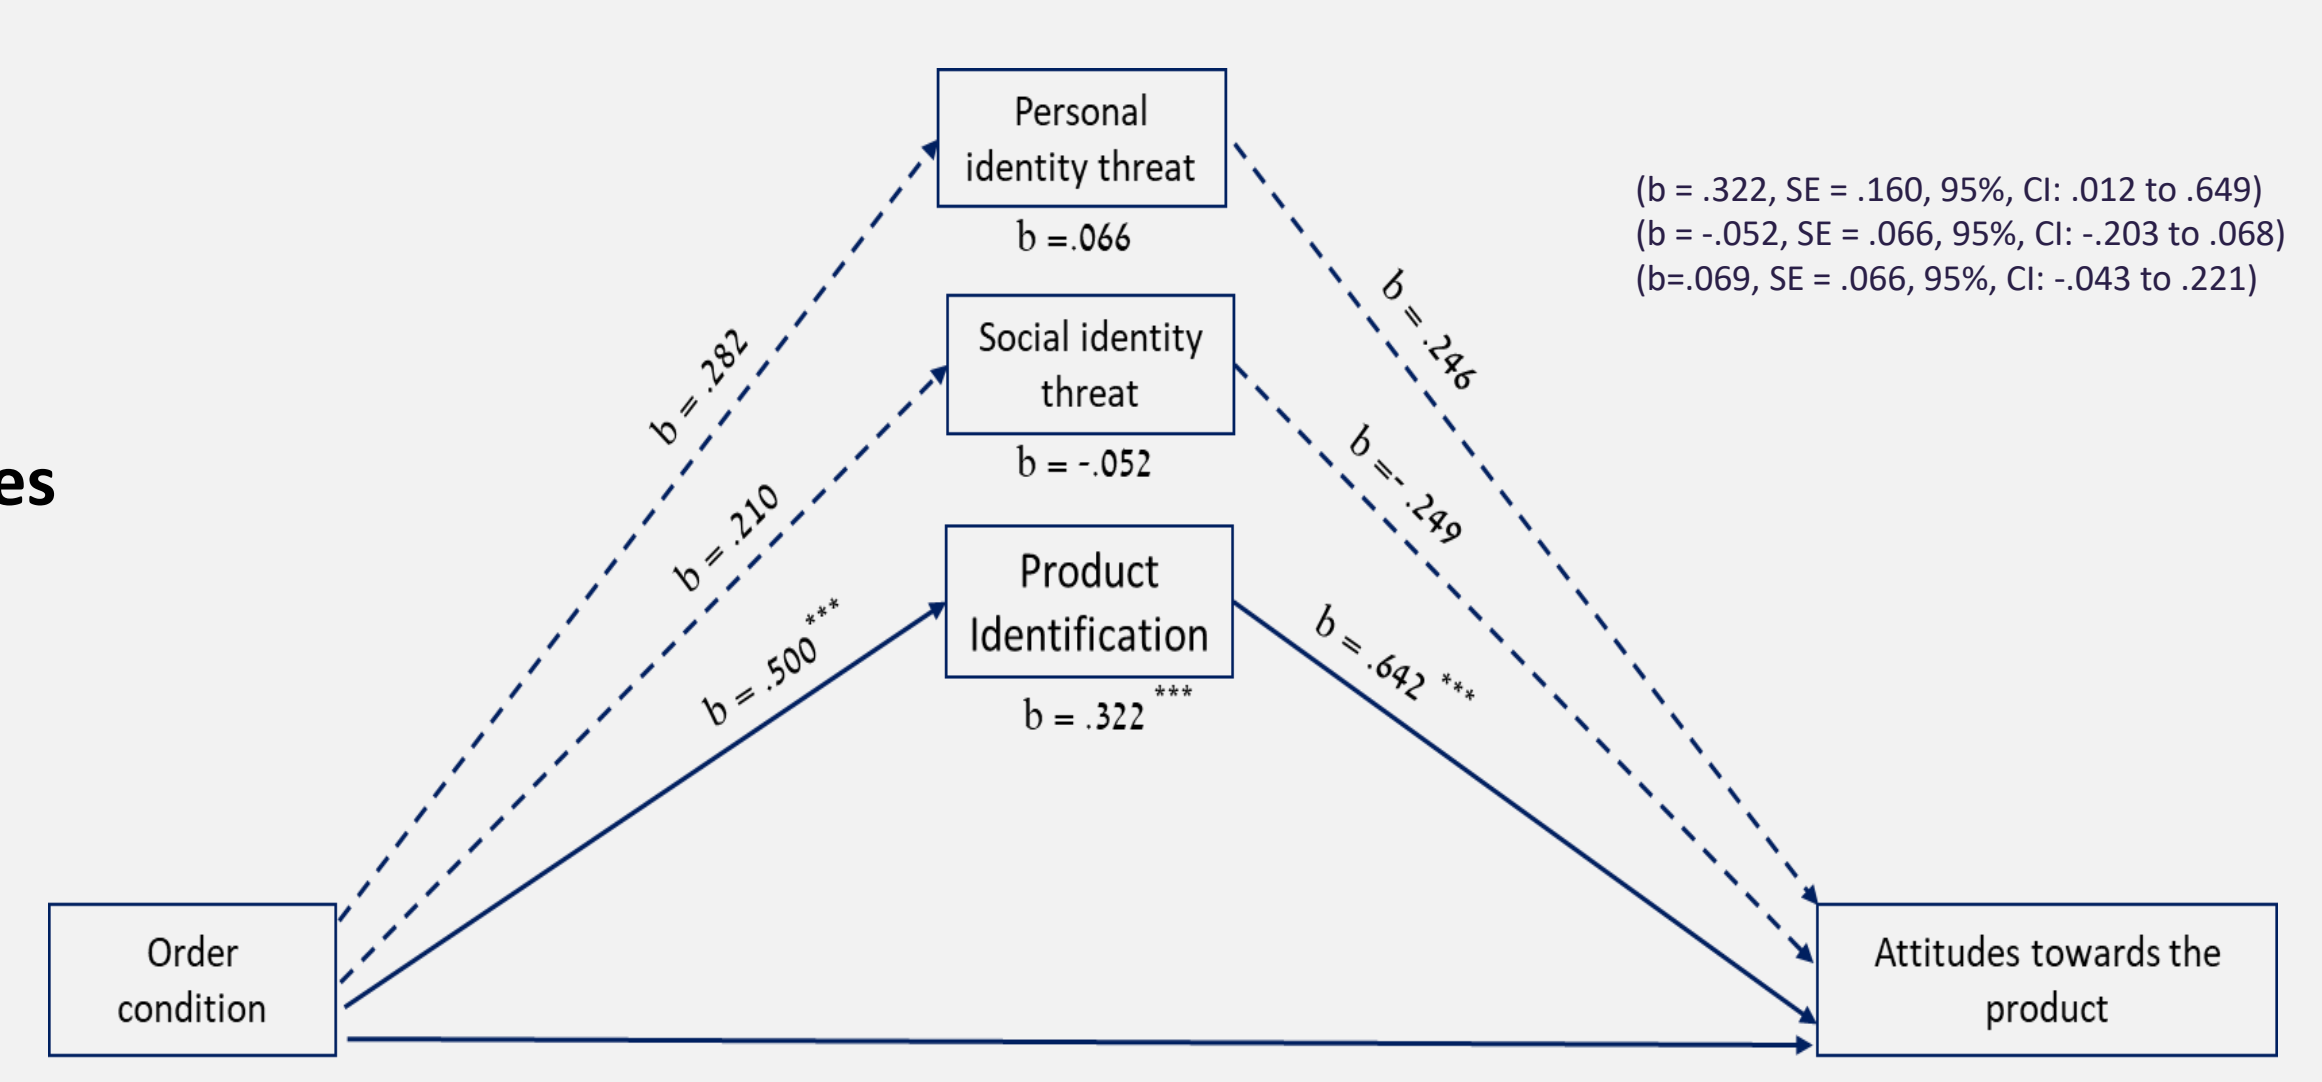 Personal
identity threat
b =.066
(b = .322, SE = .160, 95%, CI: .012 to .649)
(b = -.052, SE = .066, 95%, CI: -.203 to .068)
(b=.069, SE = .066, 95%, CI: -.043 to .221)
b = .282
b = .246
Social identity
threat
b = -.052
es
b = .210
b =- .249
Product
Identification
b = .322 ***
b = .500 ***
b = .642 ***
Order
condition
Attitudes towards the
product